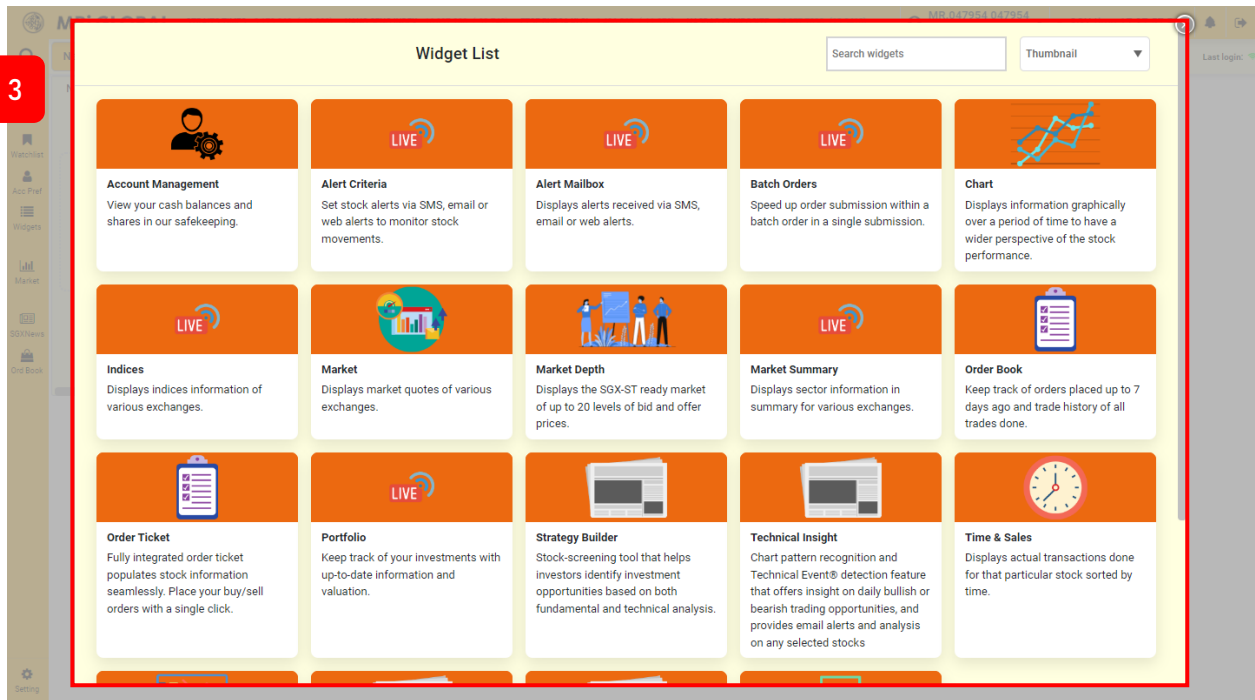 MR.047954 047954
Widget List
Search widgets
Thumbnail
Last login:
3
Watchlist
Acc Pref
Widgets
Market
SGXNews
Ord Book
Setting
LIVE
LIVE
LIVE
Account Management
View your cash balances and
shares in our safekeeping.
Alert Criteria
Set stock alerts via SMS, email or
web alerts to monitor stock
movements.
Alert Mailbox
Displays alerts received via SMS,
email or web alerts.
Batch Orders
Speed up order submission within a
batch order in a single submission.
Chart
Displays information graphically
over a period of time to have a
wider perspective of the stock
performance.
LIVE
LIVE
Indices
Displays indices information of
various exchanges.
Market
Displays market quotes of various
exchanges.
Market Depth
Displays the SGX-ST ready market
of up to 20 levels of bid and offer
prices.
Market Summary
Displays sector information in
summary for various exchanges.
Order Book
Keep track of orders placed up to 7
days ago and trade history of all
trades done.
LIVE
Order Ticket
Fully integrated order ticket
populates stock information
seamlessly. Place your buy/sell
orders with a single click.
Portfolio
Keep track of your investments with
up-to-date information and
valuation.
Strategy Builder
Stock-screening tool that helps
investors identify investment
opportunities based on both
fundamental and technical analysis.
Technical Insight
Chart pattern recognition and
Technical Event® detection feature
that offers insight on daily bullish or
bearish trading opportunities, and
provides email alerts and analysis
on any selected stocks
Time & Sales
Displays actual transactions done
for that particular stock sorted by
time.